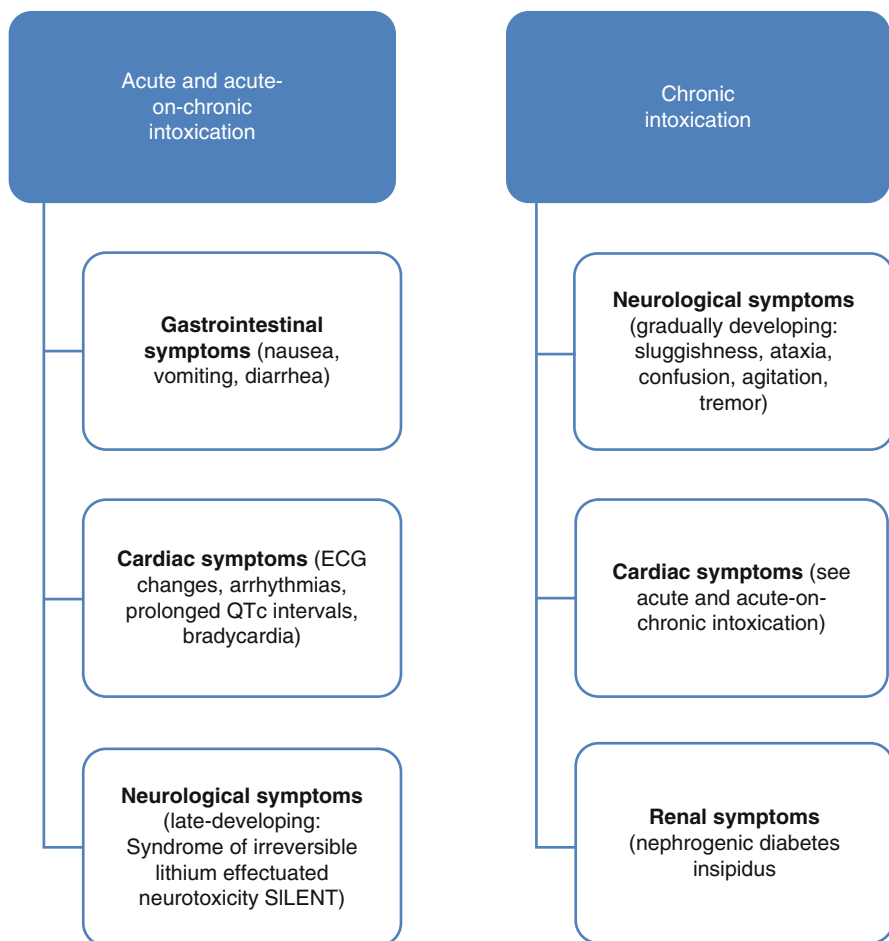 Acute and acute-
on-chronic
intoxication
Gastrointestinal
symptoms (nausea,
vomiting, diarrhea)
Cardiac symptoms (ECG
changes, arrhythmias,
prolonged QTc intervals,
bradycardia)
Neurological symptoms
(late-developing:
Syndrome of irreversible
lithium effectuated
neurotoxicity SILENT)
Chronic
intoxication
Neurological symptoms
(gradually developing:
sluggishness, ataxia,
confusion, agitation,
tremor)
Cardiac symptoms (see
acute and acute-on-
chronic intoxication)
Renal symptoms
(nephrogenic diabetes
insipidus